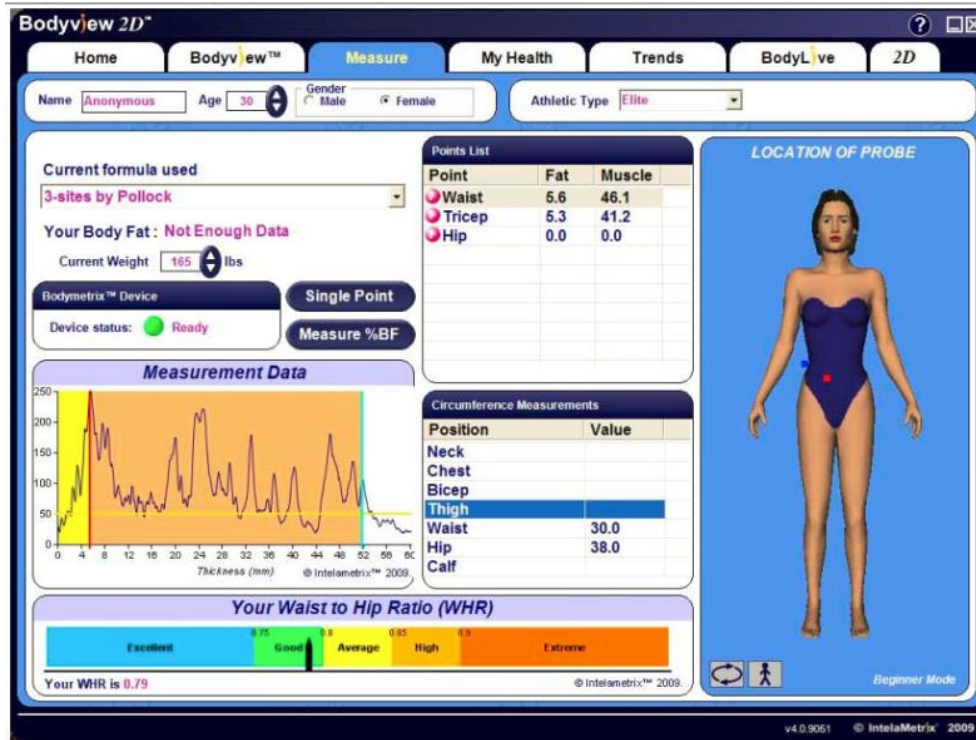 Bodyview 2D™
?
Home Bodyview™ Measure My Health Trends BodyLive 2D
Name Anonymous Age 30 Gender Male Female Athletic Type Elite
Current formula used
3-sites by Pollock
Your Body Fat : Not Enough Data
Current Weight 165 lbs
Bodymetrix™ Device
Device status: Ready
Single Point
Measure %BF
Points List
Point Fat Muscle
Waist 5.6 46.1
Tricep 5.3 41.2
Hip 0.0 0.0
LOCATION OF PROBE
Beginner Mode
Measurement Data
250
200
150
100
50
0
0 4 8 12 16 20 24 28 32 36 40 44 48 52 56 60
Thickness (mm) © Intelametrix™ 2009.
Circumference Measurements
Position Value
Neck
Chest
Bicep
Thigh
Waist 30.0
Hip 38.0
Calf
Your Waist to Hip Ratio (WHR)
0.75 0.8 0.85 0.9
Excellent Good Average High Extreme
Your WHR is 0.79
© Intelametrix™ 2009.
v4.0.9051 © IntelaMetrix 2009